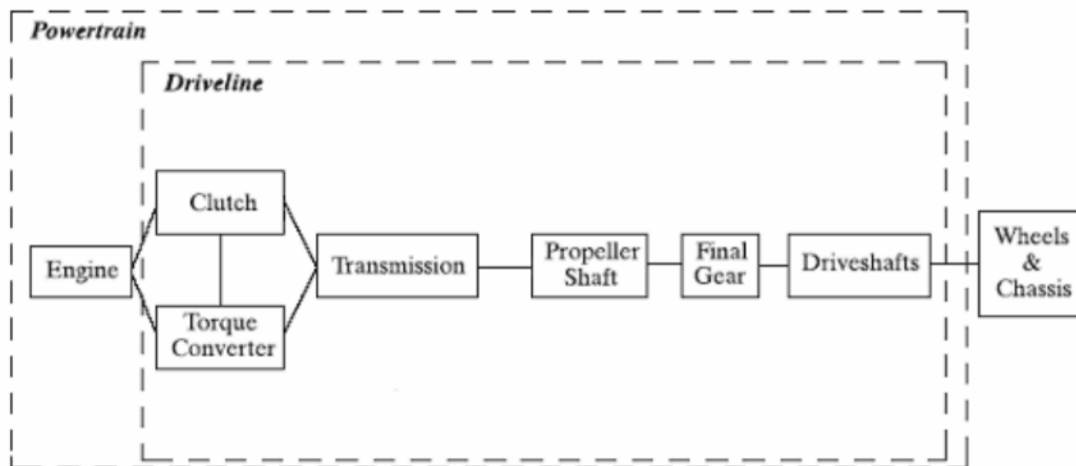 Powertrain
Driveline
Clutch
Engine
Torque
Converter
Transmission
Propeller
Shaft
Final
Gear
Driveshafts
Wheels
&
Chassis